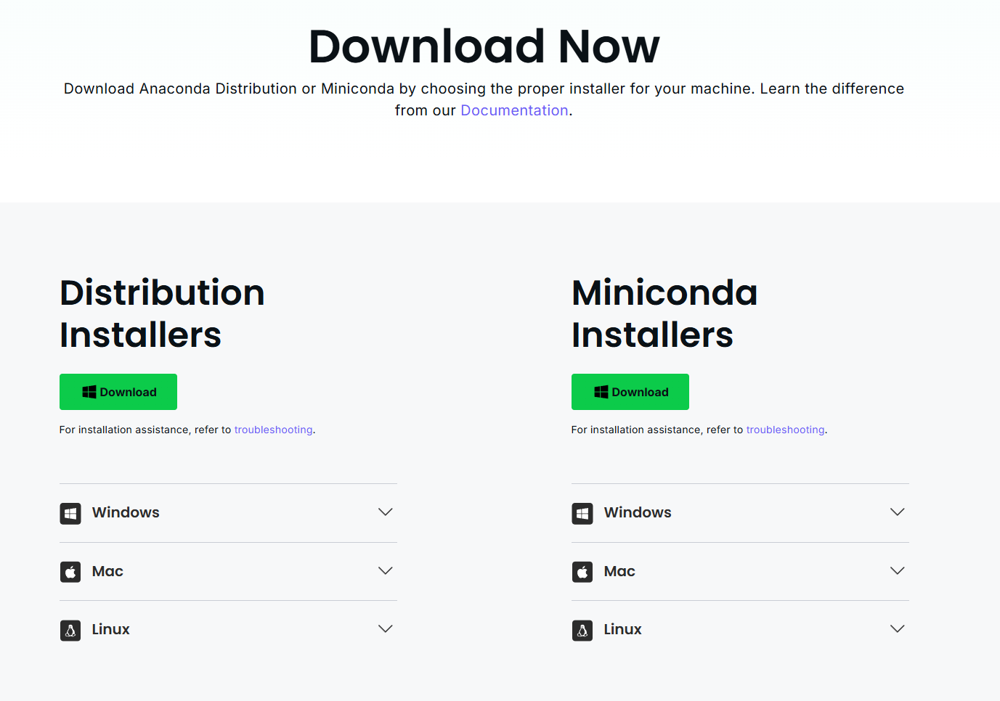 Download Now
Download Anaconda Distribution or Miniconda by choosing the proper installer for your machine. Learn the difference
from our Documentation.
Distribution
Installers
Download
For installation assistance, refer to troubleshooting.
Windows
Mac
Linux
Miniconda
Installers
Download
For installation assistance, refer to troubleshooting.
Windows
Mac
Linux